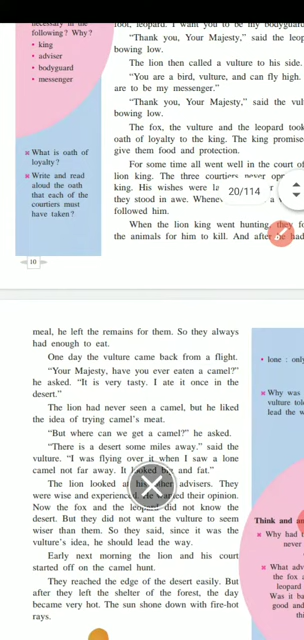 necessary in the
following ? Why?
• king
• adviser
• bodyguard
• messenger
What is oath of
loyalty?
Write and read
aloud the oath
that each of the
courtiers must
have taken?
10
foot, leopard. I want you to be my bodyguard
"Thank you, Your Majesty," said the leop
bowing low.
The lion then called a vulture to his side.
"You are a bird, vulture, and can fly high.
are to be my messenger."
"Thank you, Your Majesty," said the vul
bowing low.
The fox, the vulture and the leopard took
oath of loyalty to the king. The king promise
give them food and protection.
For some time all went well in the court of
lion king. The three courtiers never op
king. His wishes were la
they stood in awe. Wheneve
followed him.
20/114
When the lion king went hunting, they fo
the animals for him to kill. And after he had
meal, he left the remains for them. So they always
had enough to eat.
One day the vulture came back from a flight.
"Your Majesty, have you ever eaten a camel?"
he asked. "It is very tasty. I ate it once in the
desert."
The lion had never seen a camel, but he liked
the idea of trying camel's meat.
"But where can we get a camel?" he asked.
"There is a desert some miles away." said the
vulture. "I was flying over it when I saw a lone
camel not far away. It looked big and fat."
The lion looked at his other advisers. They
were wise and experienced. He wanted their opinion.
Now the fox and the leopard did not know the
desert. But they did not want the vulture to seem
wiser than them. So they said, since it was the
vulture's idea, he should lead the way.
Early next morning the lion and his court
started off on the camel hunt.
They reached the edge of the desert easily. But
after they left the shelter of the forest, the day
became very hot. The sun shone down with fire-hot
rays.
• lone : only
Why was
vulture tol
lead the w
Think and an
Why had t
never
What adv
the fox a
leopard
Was it ba
good and
thi